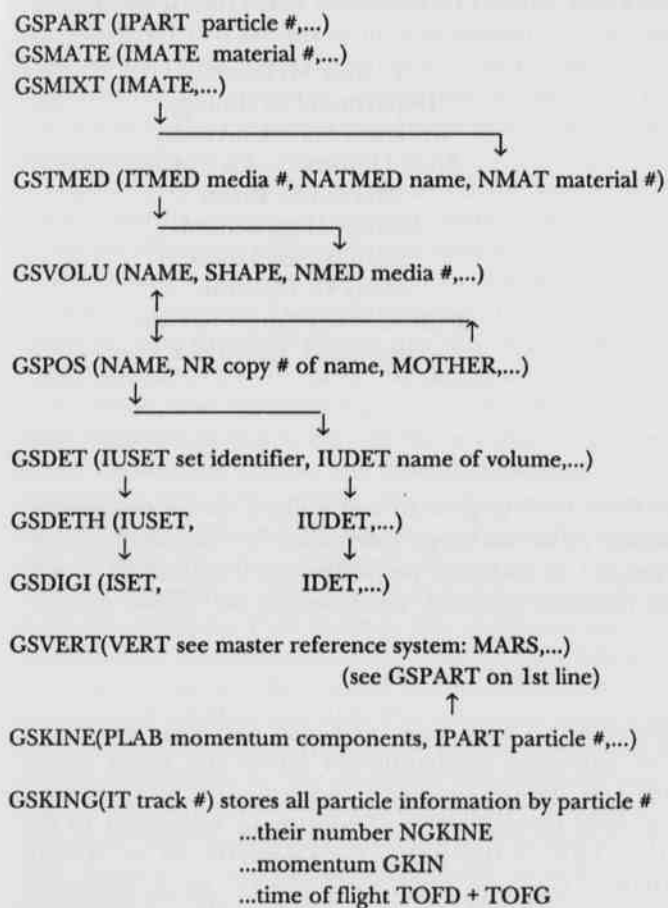 GSPART (IPART particle #,...)
GSMATE (IMATE material #,...)
GSMIXT (IMATE,...)
↓ ↓
GSTMED (ITMED media #, NATMED name, NMAT material #)
↓ ↓
GSVOLU (NAME, SHAPE, NMED media #,...)
↑
↓ ↑
GSPOS (NAME, NR copy # of name, MOTHER,...)
↓ ↓
GSDET (IUSET set identifier, IUDET name of volume,...)
↓ ↓
GSDETH (IUSET, IUDET,...)
↓ ↓
GSDIGI (ISET, IDET,...)
GSVERT(VERT see master reference system: MARS,...)
(see GSPART on 1st line)
↑
GSKINE(PLAB momentum components, IPART particle #,...)
GSKING(IT track #) stores all particle information by particle #
...their number NGKINE
...momentum GKIN
...time of flight TOFD + TOFG